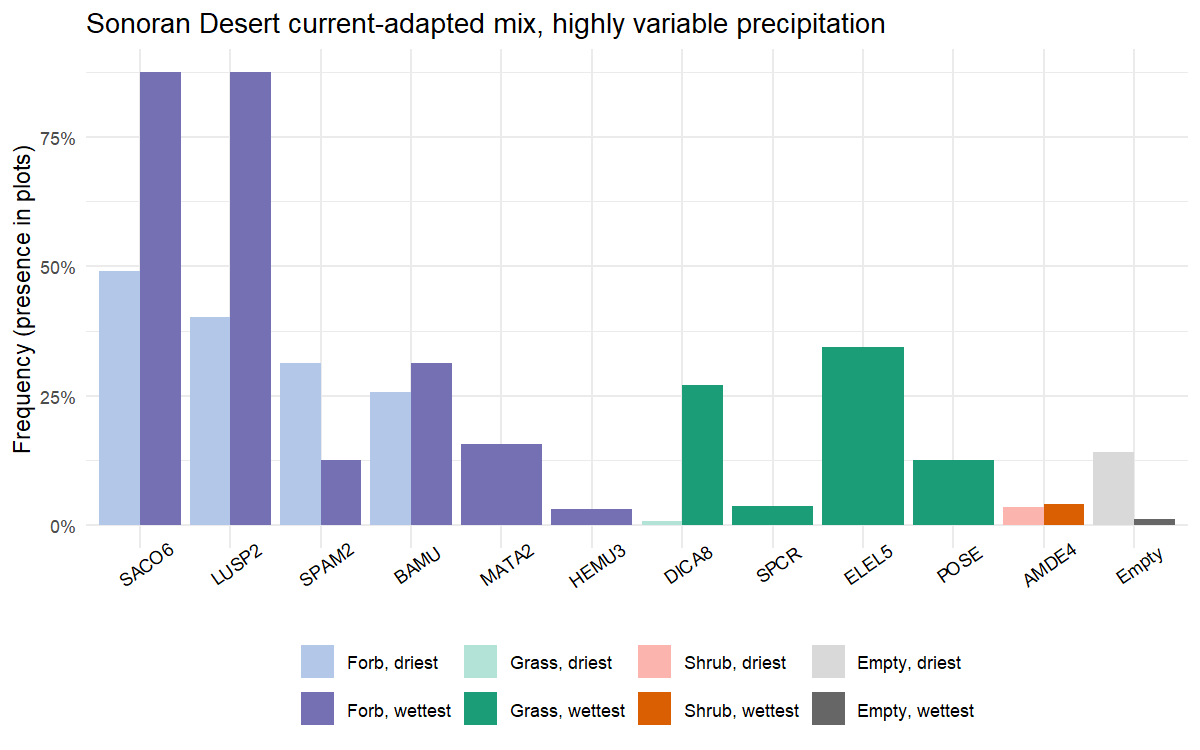 Sonoran Desert current-adapted mix, highly variable precipitation
Frequency (presence in plots)
75%
50%
25%
0%
SACO6
LUSP2
SPAM2
BAMU
MATA2
HEMU3
DICA8
SPCR
ELEL5
POSE
AMDE4
Empty
Forb, driest
Grass, driest
Shrub, driest
Empty, driest
Forb, wettest
Grass, wettest
Shrub, wettest
Empty, wettest